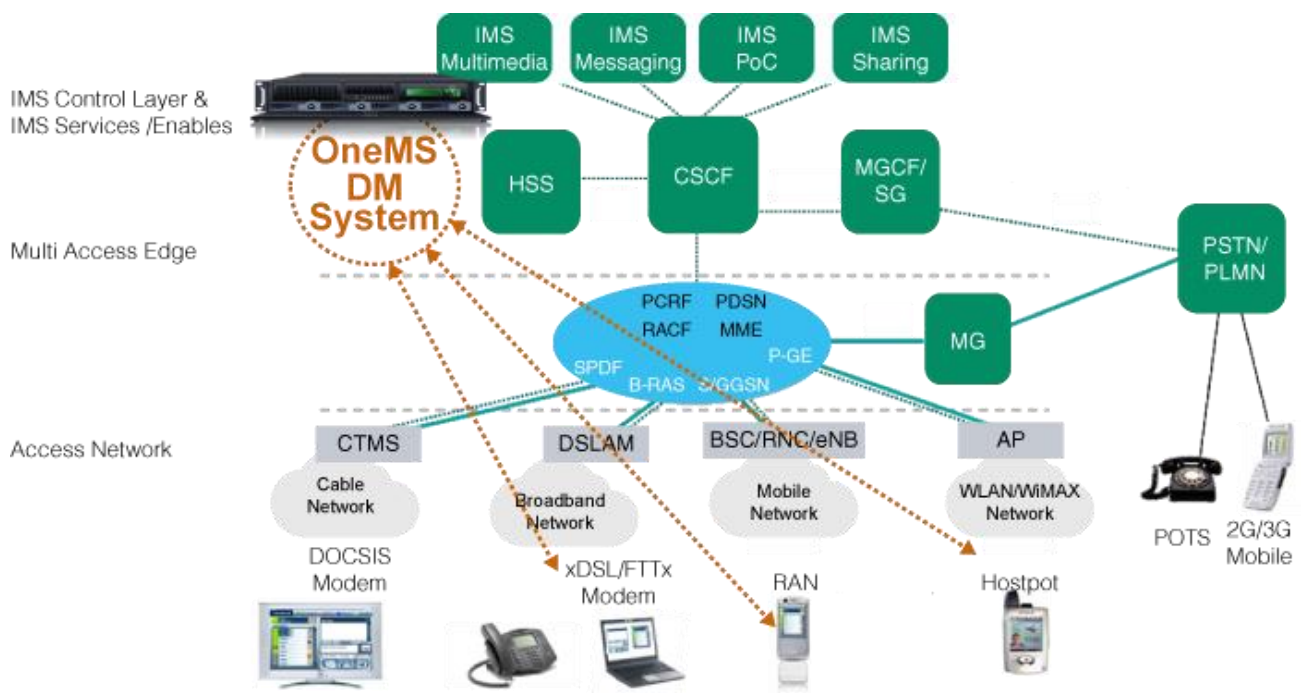 IMS
Multimedia
IMS
Messaging
IMS
PoC
IMS
Sharing
IMS Control Layer &
IMS Services /Enables
OneMS
DM
System
HSS
CSCF
MGCF/
SG
Multi Access Edge
PSTN/
PLMN
PCRF PDSN
RACF MME
MG
P-GE
SPDF
B-RAS S/GGSN
Access Network
CTMS
DSLAM
BSC/RNC/eNB
AP
Cable
Network
Broadband
Network
Mobile
Network
WLAN/WiMAX
Network
POTS
2G/3G
Mobile
DOCSIS
Modem
xDSL/FTTx
Modem
RAN
Hostpot